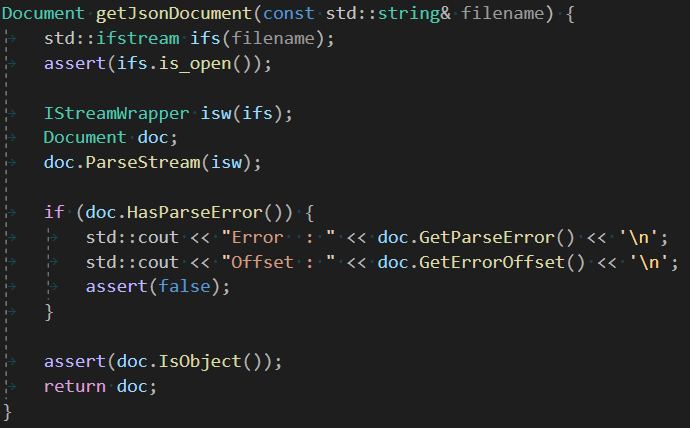 Document getJsonDocument(const std::string& filename) {
    std::ifstream ifs(filename);
    assert(ifs.is_open());

    IStreamWrapper isw(ifs);
    Document doc;
    doc.ParseStream(isw);

    if (doc.HasParseError()) {
        std::cout << "Error  : " << doc.GetParseError() << '\n';
        std::cout << "Offset : " << doc.GetErrorOffset() << '\n';
        assert(false);
    }

    assert(doc.IsObject());
    return doc;
}